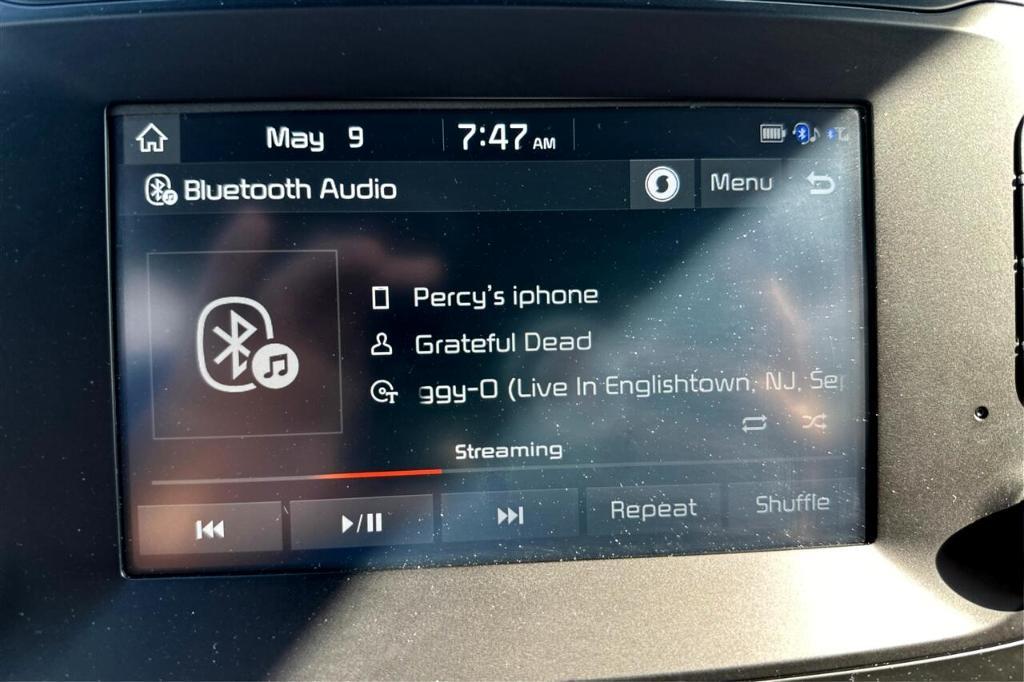 May 9 7:47 AM
Bluetooth Audio Menu
Percy's iphone
Grateful Dead
ggy-O (Live In Englishtown, NJ, Se
Streaming
Repeat Shuffle